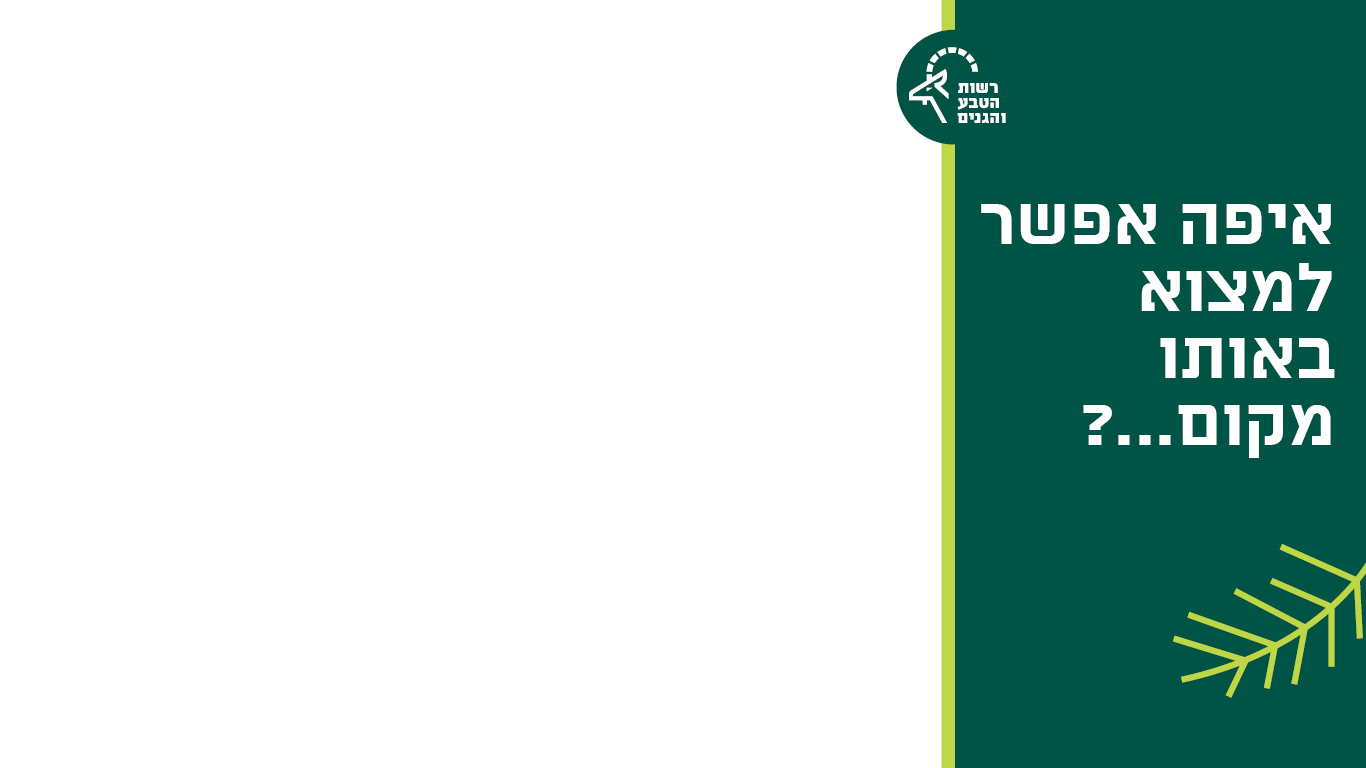 רשות
הטבע
והגנים
איפה אפשר
למצוא
באותו
מקום...?